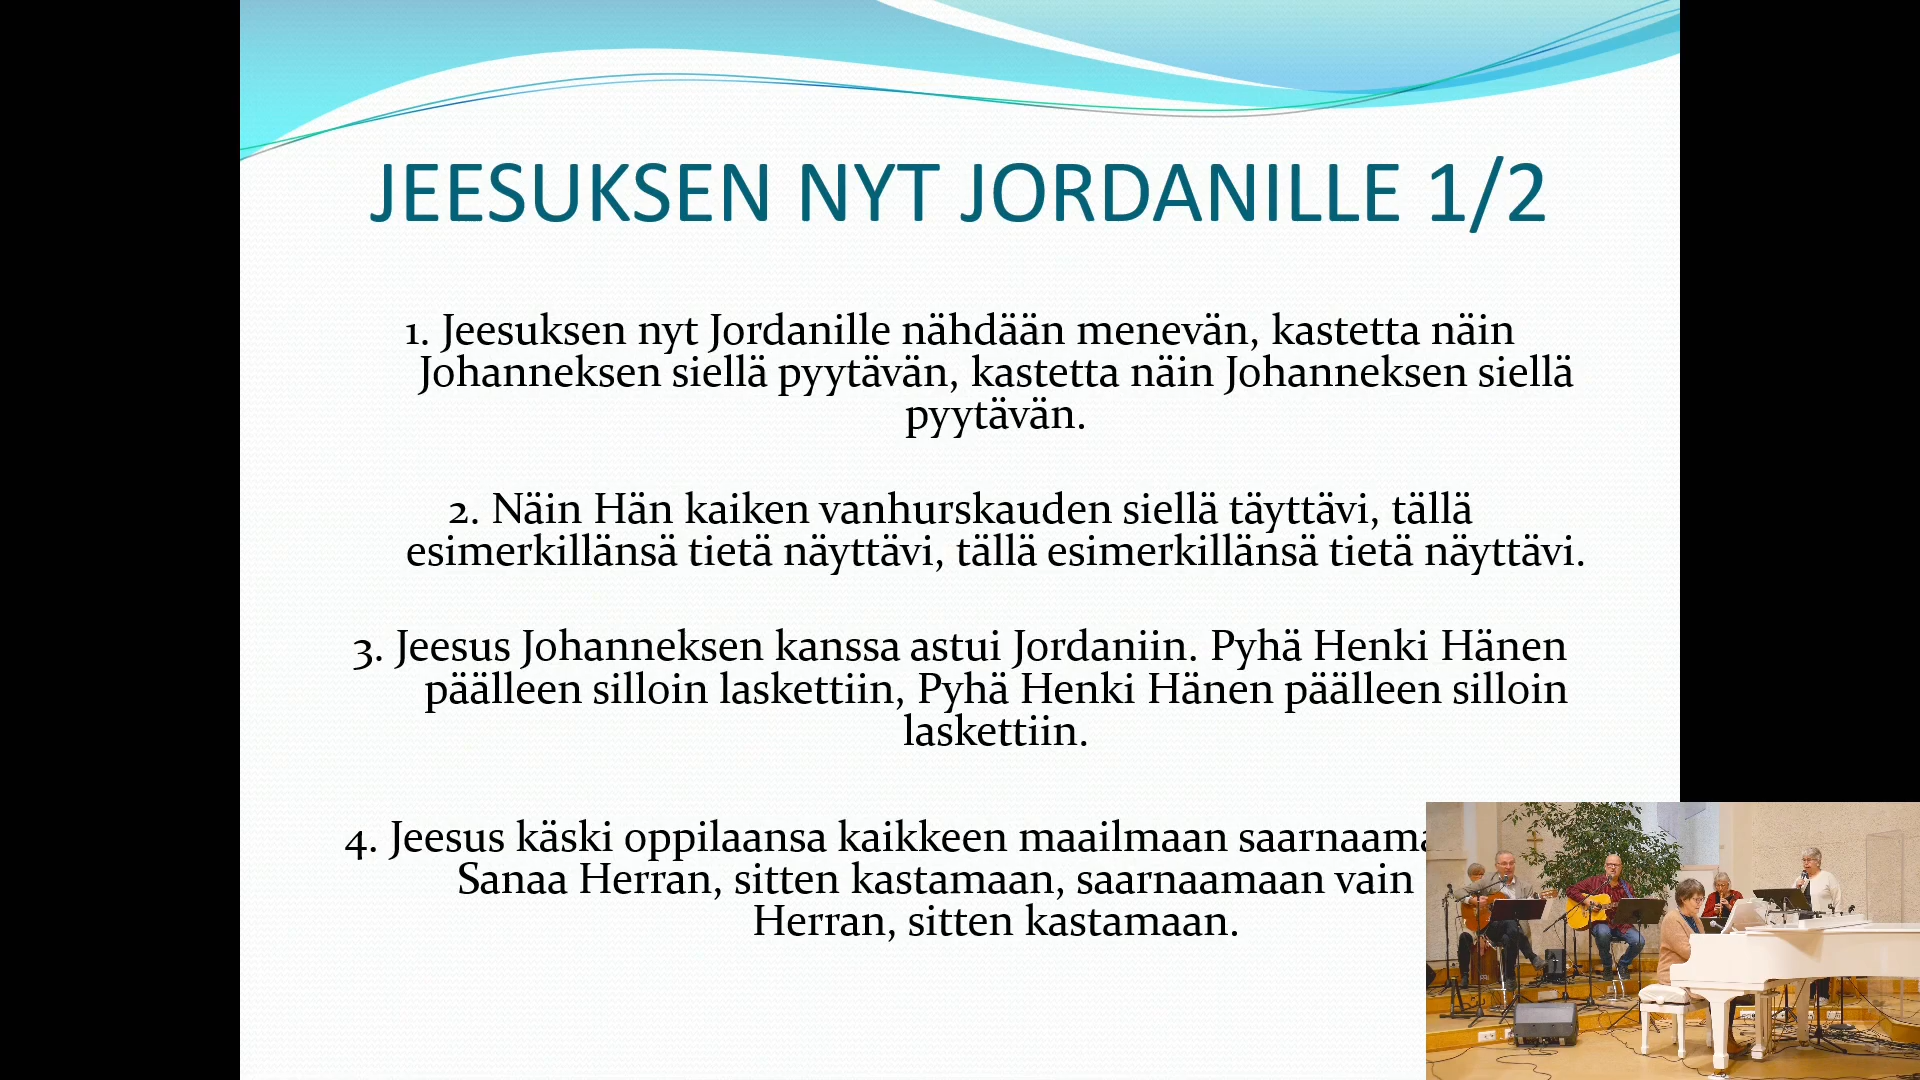 JEESUKSEN NYT JORDANILLE 1/2
1. Jeesuksen nyt Jordanille nähdään menevän, kastetta näin
Johanneksen siellä pyytävän, kastetta näin Johanneksen siellä
pyytävän.
2. Näin Hän kaiken vanhurskauden siellä täyttävi, tällä
esimerkillänsä tietä näyttävi, tällä esimerkillänsä tietä näyttävi.
3. Jeesus Johanneksen kanssa astui Jordaniin. Pyhä Henki Hänen
päälleen silloin laskettiin, Pyhä Henki Hänen päälleen silloin
laskettiin.
4. Jeesus käski oppilaansa kaikkeen maailmaan
Sanaa Herran, sitten kastamaan, saarnaamaan vain
Herran, sitten kastamaan.